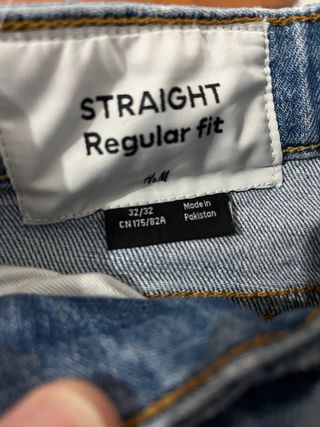 STRAIGHT
Regular fit
H&M
32/32
CN175/82A
Made in
Pakistan